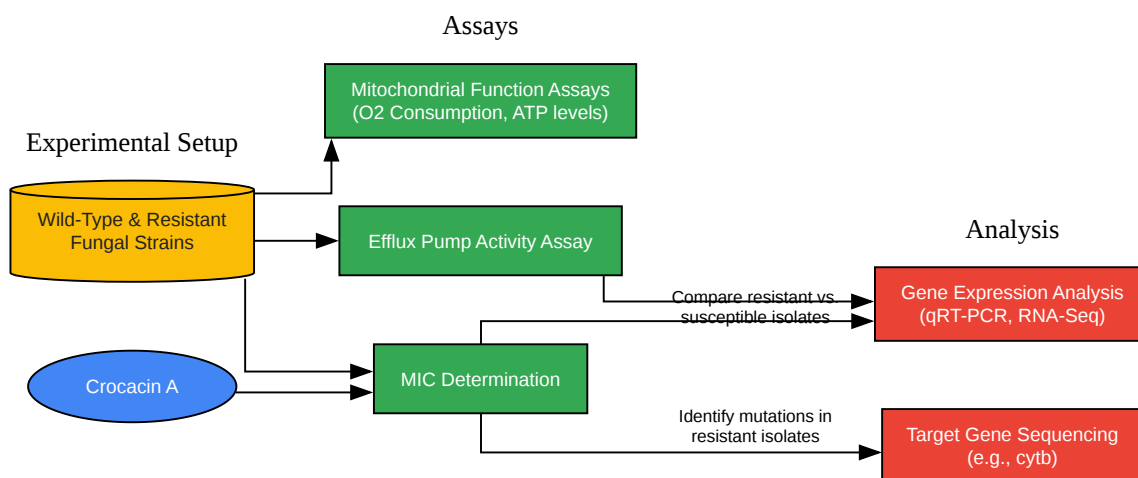 Assays
Mitochondrial Function Assays
(O2 Consumption, ATP levels)
Experimental Setup
Wild-Type & Resistant
Fungal Strains
Efflux Pump Activity Assay
Analysis
Compare resistant vs.
susceptible isolates
Gene Expression Analysis
(qRT-PCR, RNA-Seq)
Crocacin A
MIC Determination
Identify mutations in
resistant isolates
Target Gene Sequencing
(e.g., cytb)